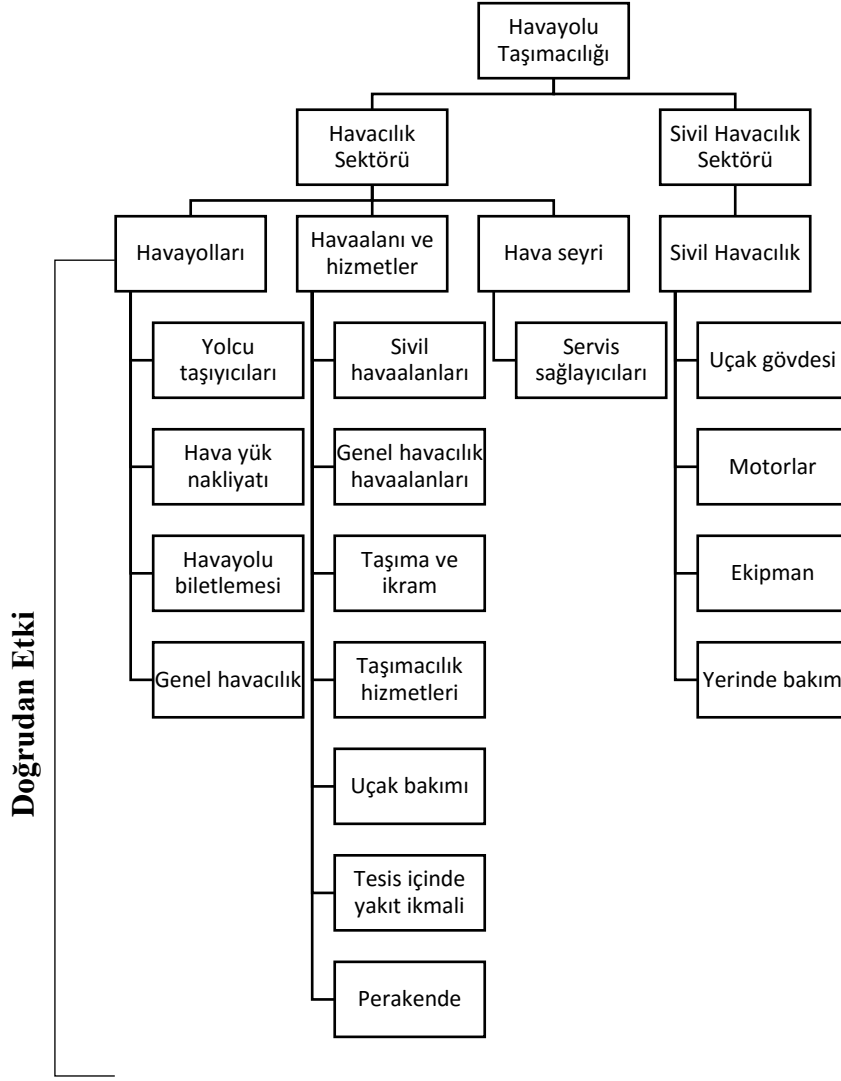 Havayolu
Taşımacılığı
Havacılık
Sektörü
Sivil Havacılık
Sektörü
Havayolları
Havaalanı ve
hizmetler
Hava seyri
Sivil Havacılık
Yolcu
taşıyıcıları
Sivil
havaalanları
Servis
sağlayıcıları
Uçak gövdesi
Hava yük
nakliyatı
Genel havacılık
havaalanları
Motorlar
Havayolu
biletlemesi
Taşıma ve
ikram
Ekipman
Genel havacılık
Taşımacılık
hizmetleri
Yerinde bakım
Uçak bakımı
Tesis içinde
yakıt ikmali
Perakende
Doğrudan Etki